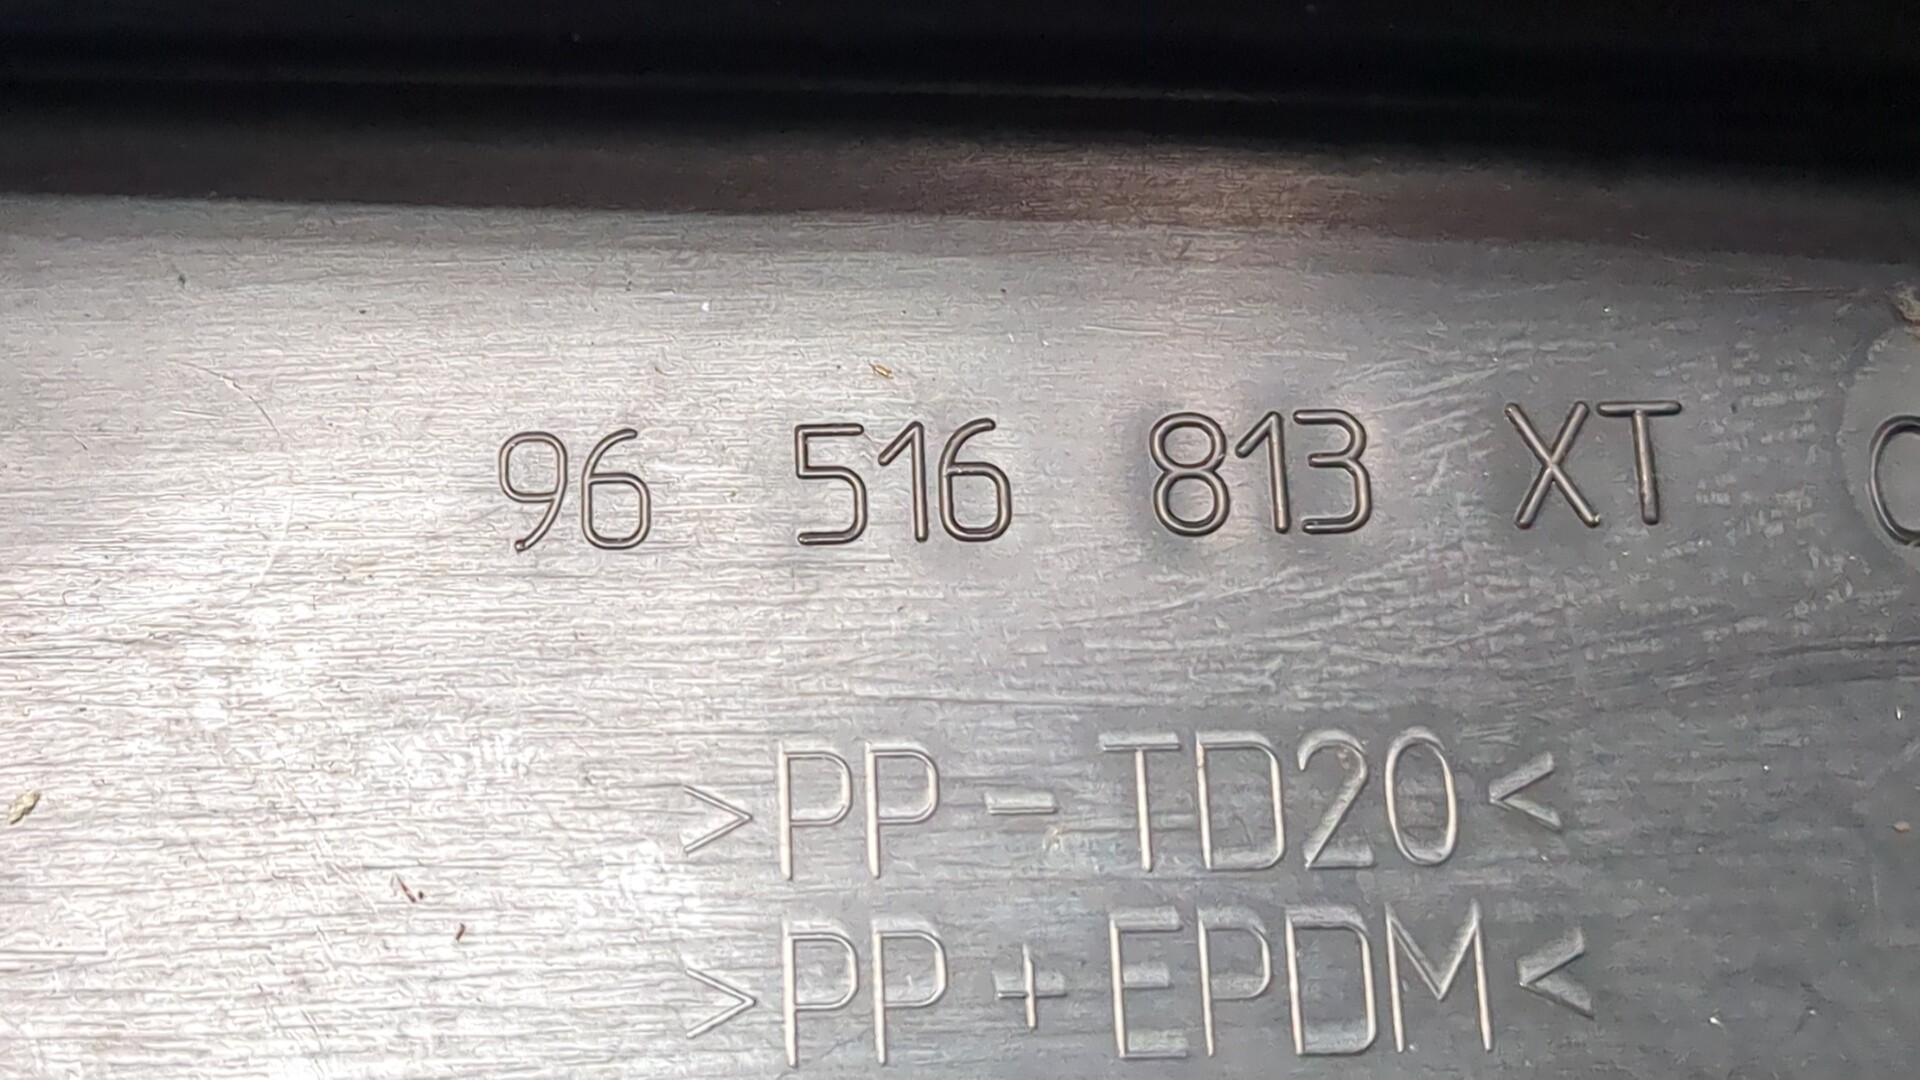 96 516 813 XT
>PP-TD20<
>PP+EPDM<